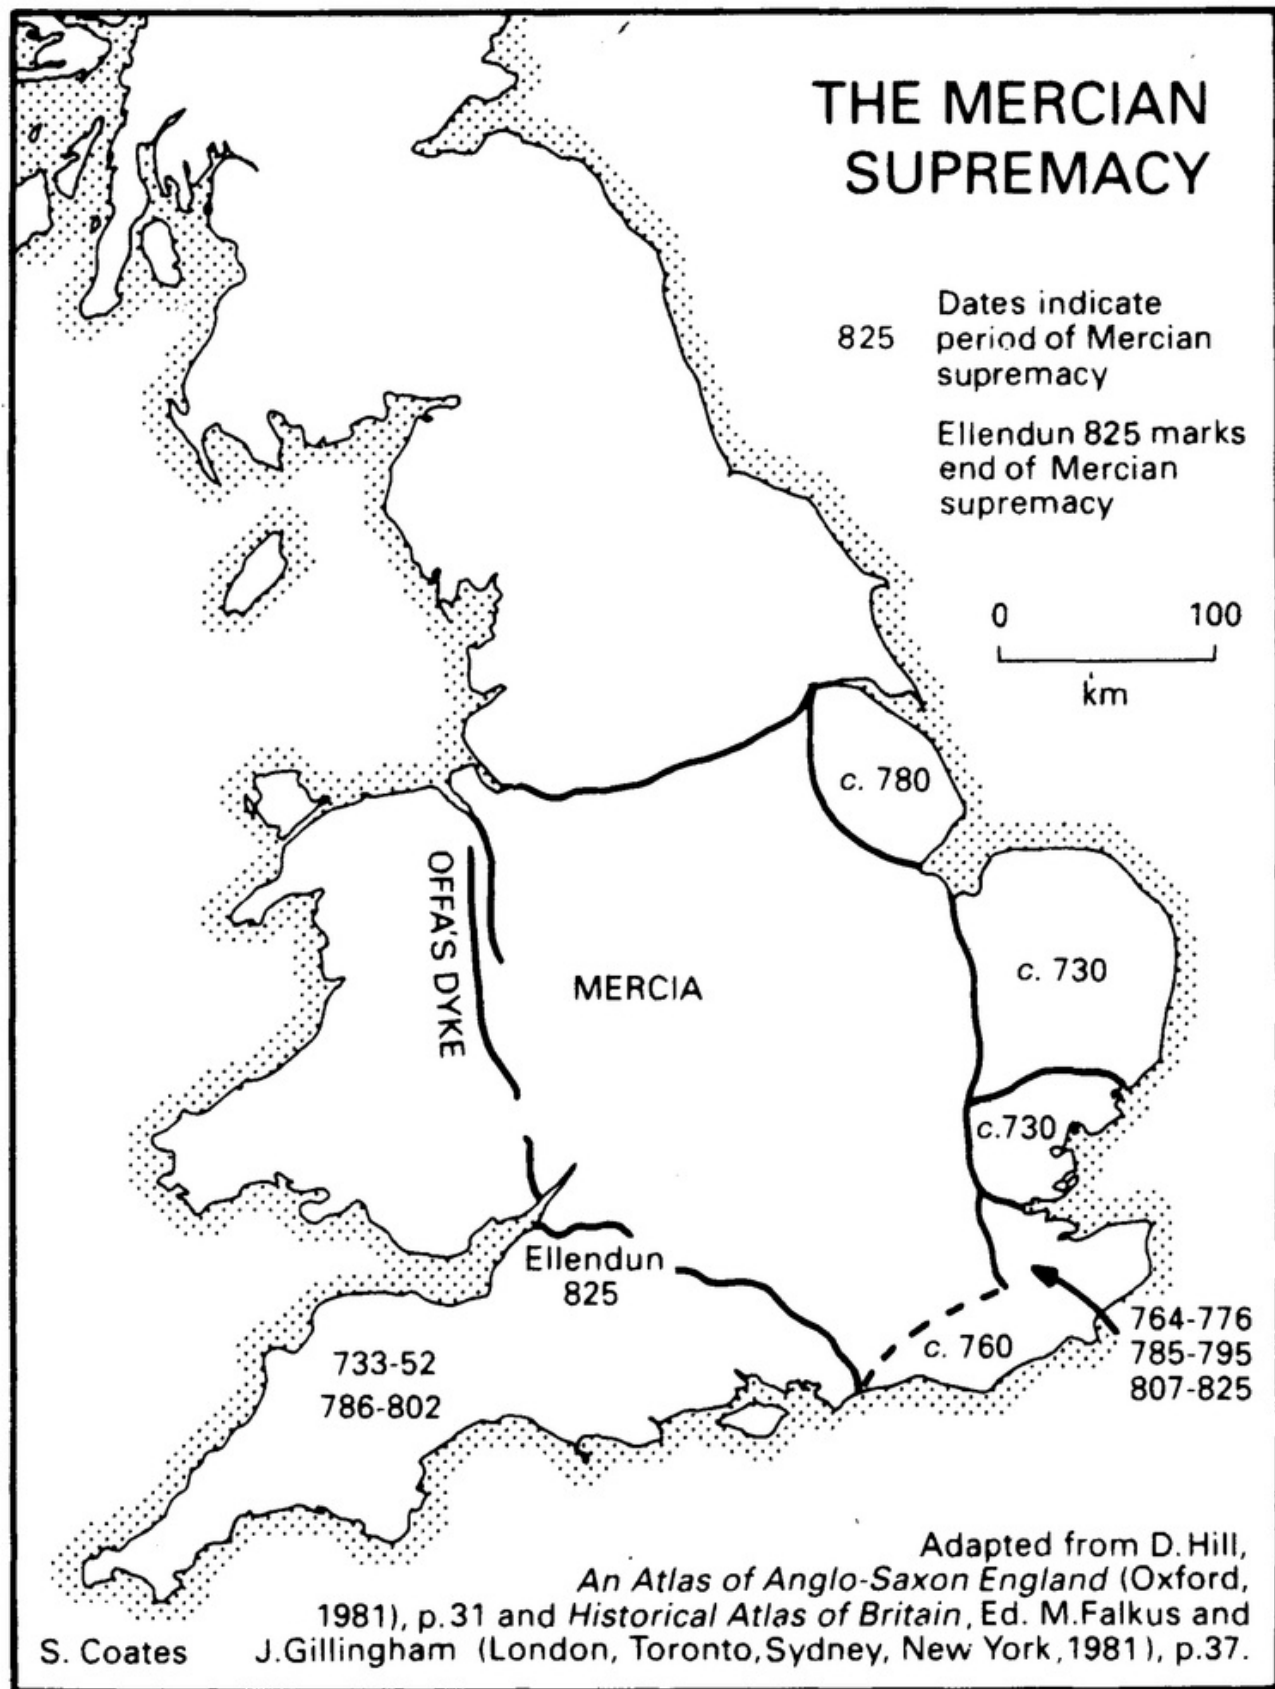 THE MERCIAN
SUPREMACY
825
Dates indicate
period of Mercian
supremacy
Ellendun 825 marks
end of Mercian
supremacy
0 100
km
c. 780
OFFA'S DYKE
MERCIA
c. 730
c.730
Ellendun
825
733-52
786-802
c. 760
764-776
785-795
807-825
Adapted from D. Hill,
An Atlas of Anglo-Saxon England (Oxford,
1981), p.31 and Historical Atlas of Britain, Ed. M.Falkus and
S. Coates J.Gillingham (London, Toronto, Sydney, New York, 1981), p.37.